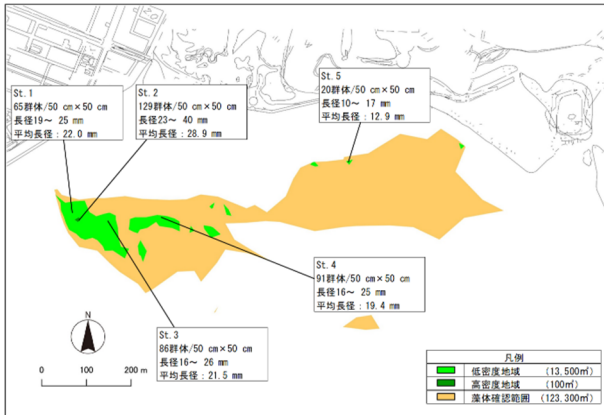 St. 1
65群体/50 cm×50 cm
長径19～ 25 mm
平均長径：22.0 mm
St. 2
129群体/50 cm×50 cm
長径23～ 40 mm
平均長径：28.9 mm
St. 5
20群体/50 cm×50 cm
長径10～ 17 mm
平均長径：12.9 mm
St. 4
91群体/50 cm×50 cm
長径16～ 25 mm
平均長径：19.4 mm
St. 3
86群体/50 cm×50 cm
長径16～ 26 mm
平均長径：21.5 mm
N
0 100 200 m
凡例
低密度地域 (13,500㎡)
高密度地域 (100㎡)
藻体確認範囲 (123,300㎡)